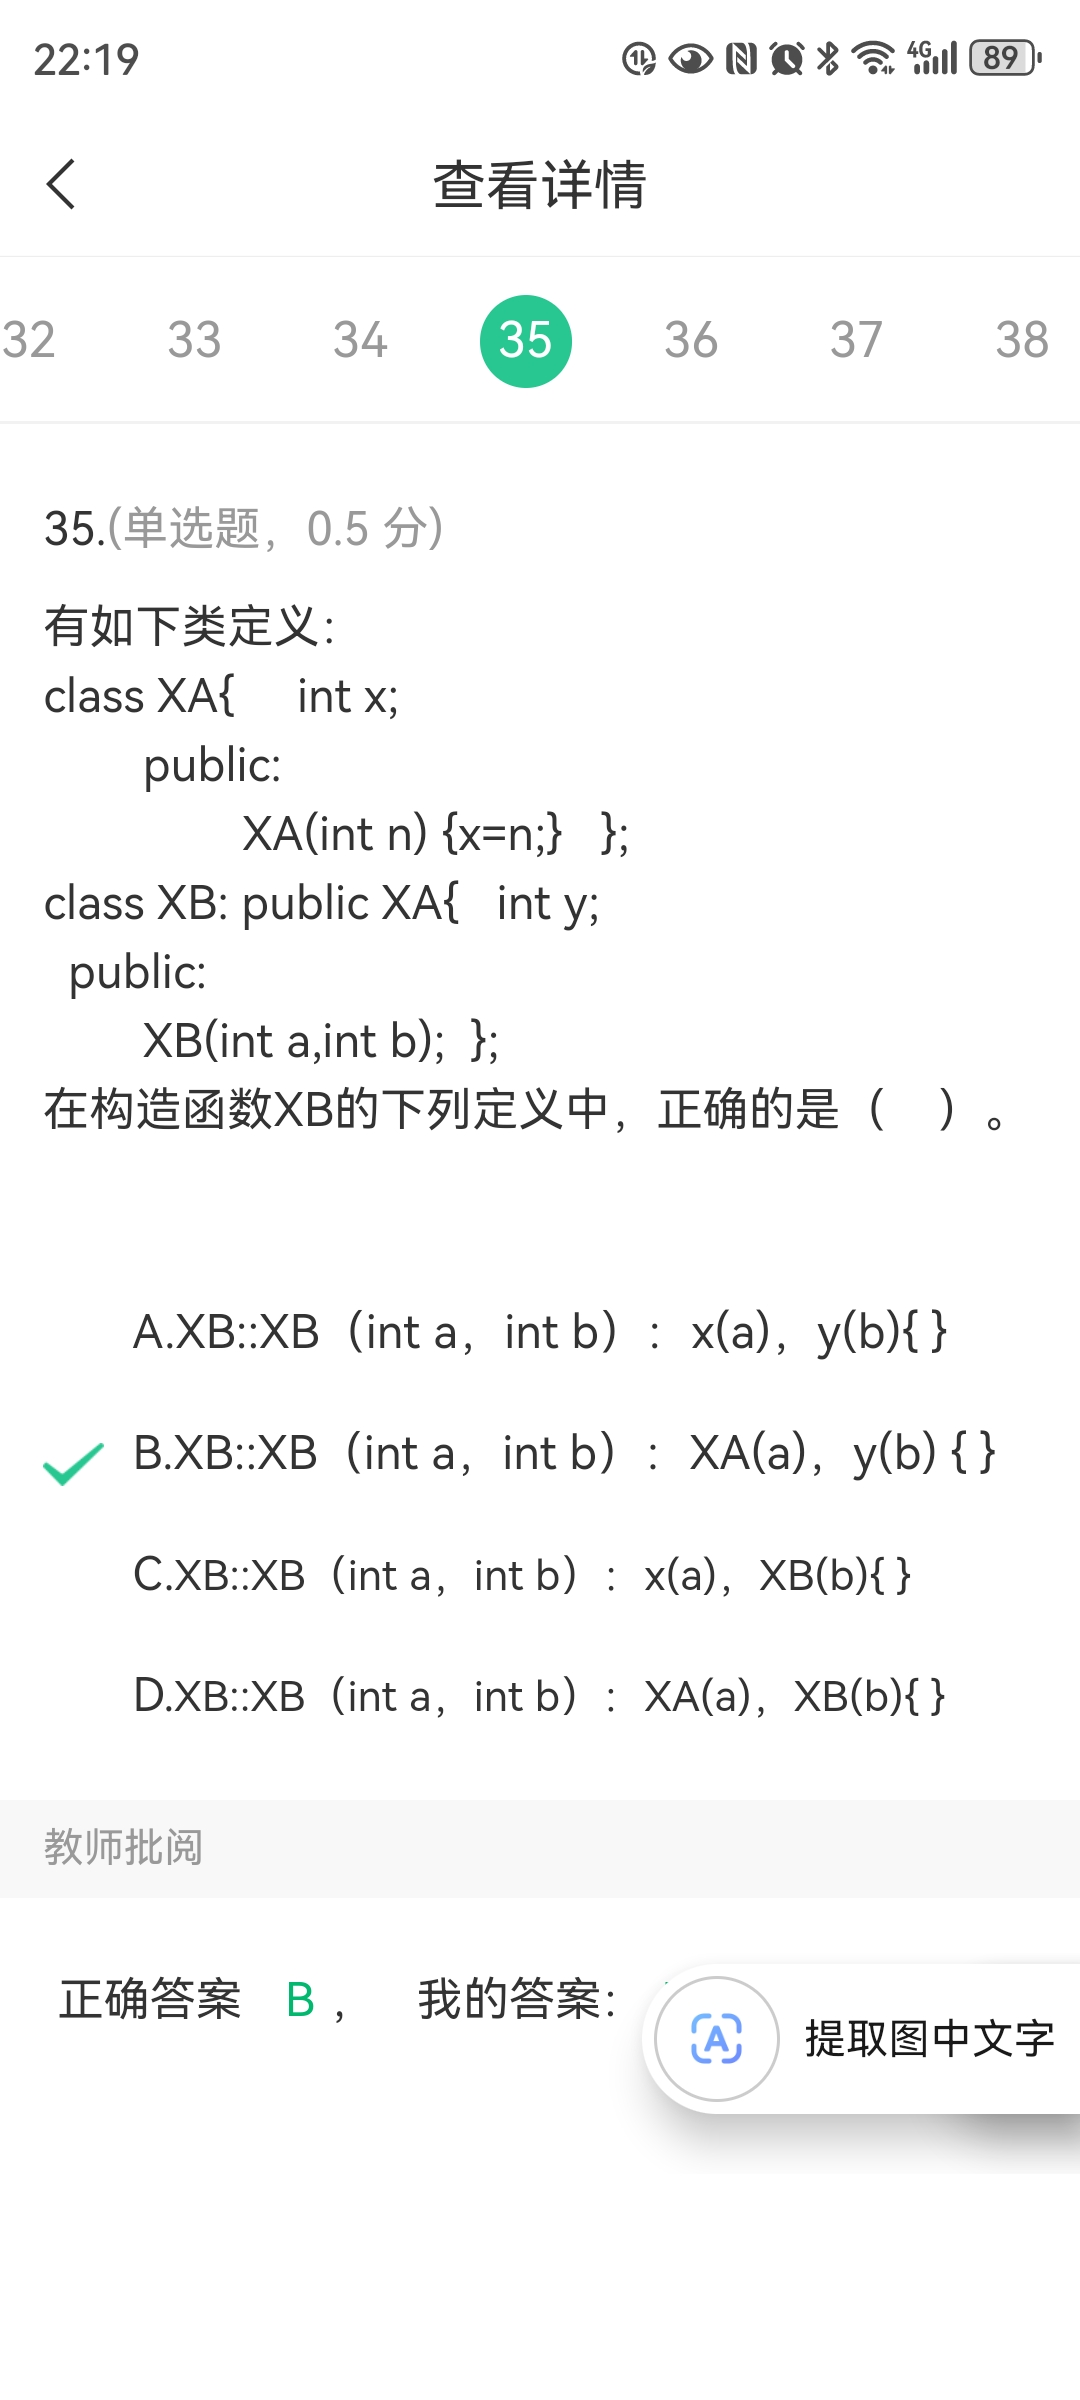 22:19
4G
89
查看详情
32 33 34 35 36 37 38
35.(单选题，0.5 分)
有如下类定义：
class XA{     int x;
        public:
                XA(int n) {x=n;}   };
class XB: public XA{   int y;
  public:
        XB(int a,int b);  };
在构造函数XB的下列定义中，正确的是（    ）。
A.XB::XB（int a，int b）： x(a)，y(b){ }
B.XB::XB（int a，int b）： XA(a)，y(b) { }
C.XB::XB（int a，int b）： x(a)，XB(b){ }
D.XB::XB（int a，int b）： XA(a)，XB(b){ }
教师批阅
正确答案 B ， 我的答案：
A 提取图中文字